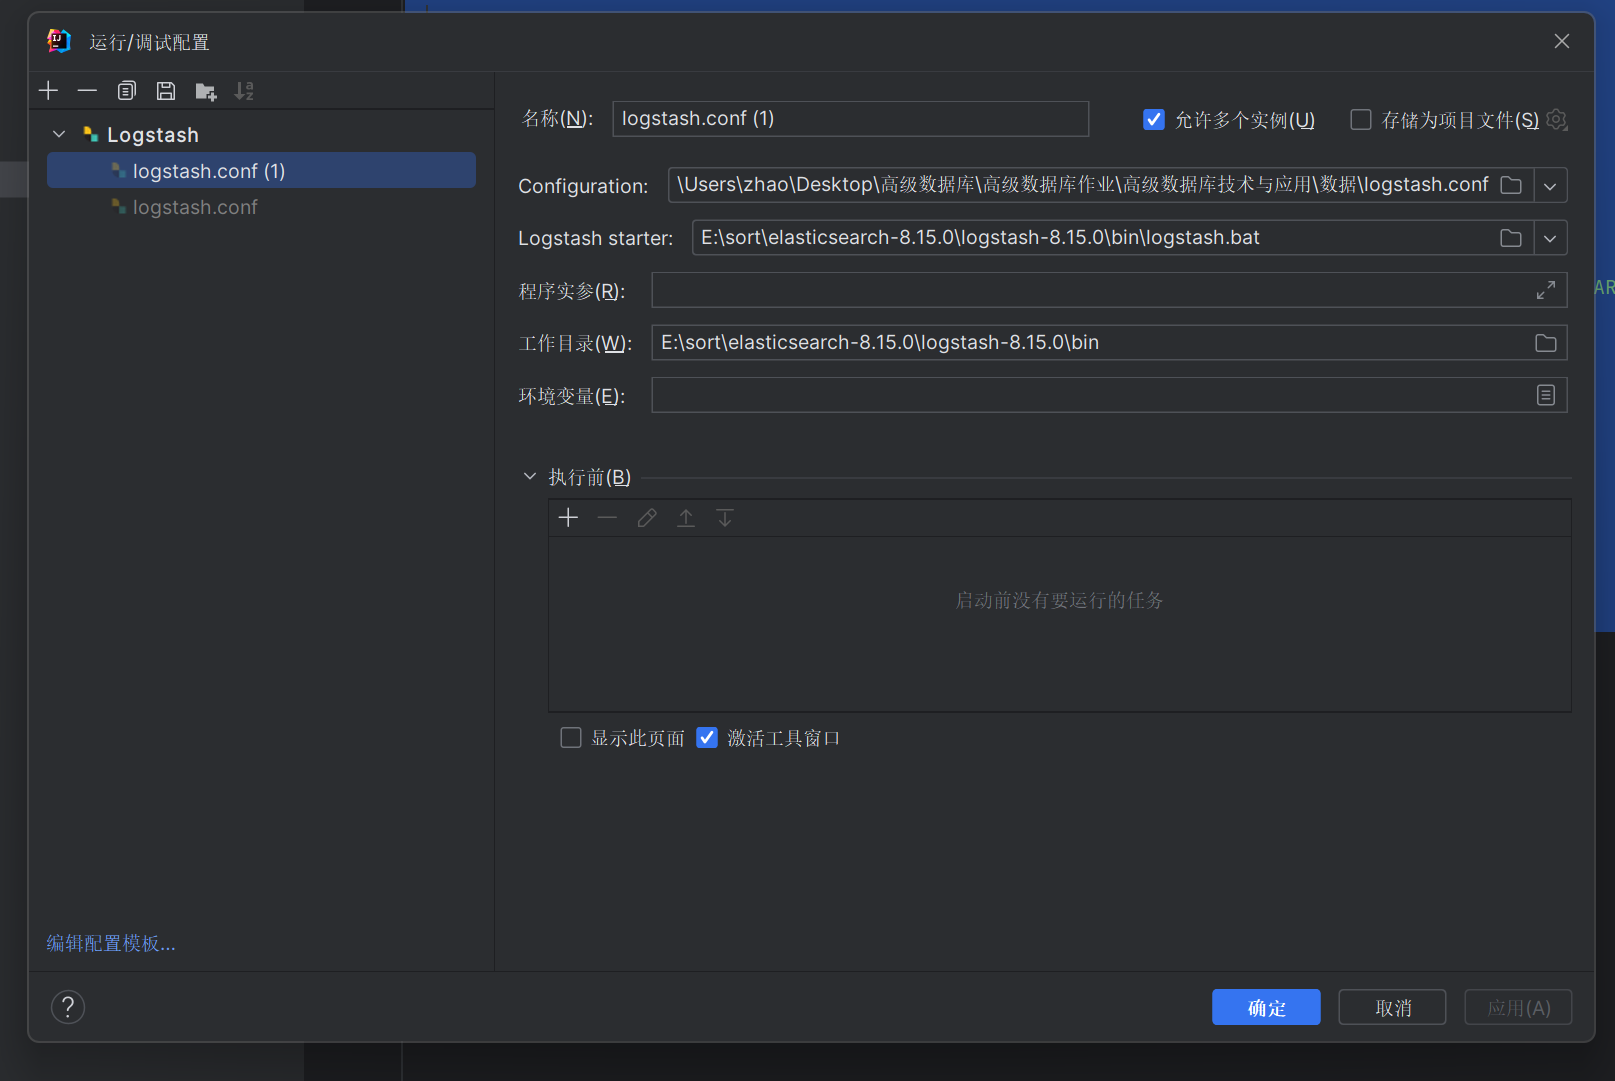 运行/调试配置
Logstash
logstash.conf (1)
logstash.conf
名称(N):
logstash.conf (1)
允许多个实例(U)
存储为项目文件(S)
Configuration:
\Users\zhao\Desktop\高级数据库\高级数据库作业\高级数据库技术与应用\数据\logstash.conf
Logstash starter:
E:\sort\elasticsearch-8.15.0\logstash-8.15.0\bin\logstash.bat
程序实参(R):
AR
工作目录(W):
E:\sort\elasticsearch-8.15.0\logstash-8.15.0\bin
环境变量(E):
执行前(B)
启动前没有要运行的任务
显示此页面
激活工具窗口
编辑配置模板...
?
确定
取消
应用(A)